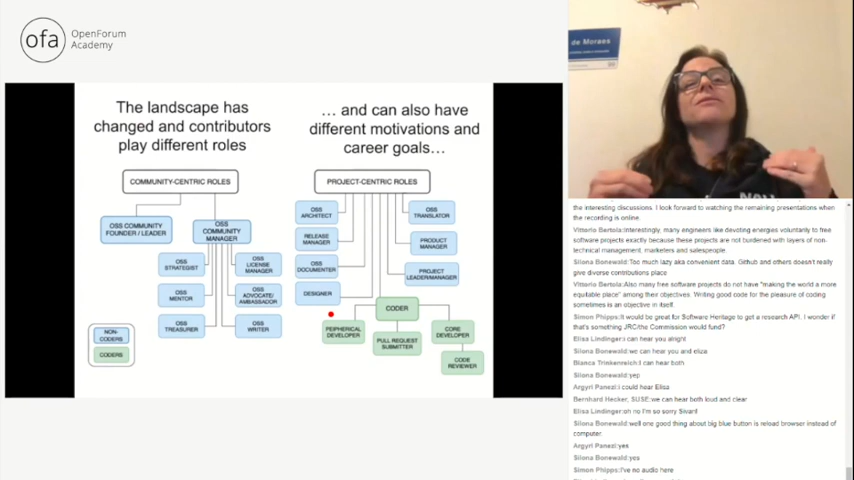 ofa
OpenForum
Academy
The landscape has
changed and contributors
play different roles
COMMUNITY-CENTRIC ROLES
OSS COMMUNITY
FOUNDER / LEADER
OSS
COMMUNITY
MANAGER
OSS
STRATEGIST
OSS
LICENSE
MANAGER
OSS
MENTOR
OSS
ADVOCATE/
AMBASSADOR
OSS
TREASURER
OSS
WRITER
NON-
CODERS
CODERS
… and can also have
different motivations and
career goals…
PROJECT-CENTRIC ROLES
OSS
ARCHITECT
OSS
TRANSLATOR
RELEASE
MANAGER
PRODUCT
MANAGER
OSS
DOCUMENTER
PROJECT
LEADER/MANAGER
DESIGNER
CODER
PERIPHERICAL
DEVELOPER
PULL REQUEST
SUBMITTER
CORE
DEVELOPER
CODE
REVIEWER
de Moraes
the interesting discussions. I look forward to watching the remaining presentations when
the recording is online.
Vittorio Bertola:Interestingly, many engineers like devoting energies voluntarily to free
software projects exactly because these projects are not burdened with layers of non-
technical management, marketers and salespeople.
Silona Bonewald:Too much lazy aka convenient data. Github and others doesn't really
give diverse contributions place
Vittorio Bertola:Also many free software projects do not have "making the world a more
equitable place" among their objectives. Writing good code for the pleasure of coding
sometimes is an objective in itself
Simon Phipps:It would be great for Software Heritage to get a research API. I wonder if
that's something JRC/the Commission would fund?
Elisa Lindinger:I can hear you alright
Silona Bonewald:we can hear you and eliza
Bianca Trinkenreich:I can hear both
Silona Bonewald:yep
Argyri Panezi:I could hear Elisa
Bernhard Hecker, SUSE:we can hear both loud and clear
Elisa Lindinger:oh no I'm so sorry Sivan!
Silona Bonewald:well one good thing about big blue button is reload browser instead of
computer.
Argyri Panezi:yes
Silona Bonewald:yes
Simon Phipps:I've no audio here